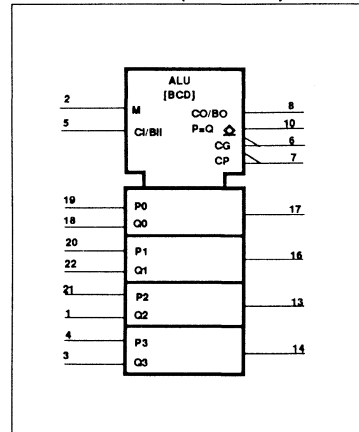 ALU
[BCD]
2 M CO/BO 8
5 CI/BII P=Q 10
CG 6
CP 7
19 P0 17
18 Q0
20 P1 16
22 Q1
21 P2 13
1 Q2
4 P3 14
3 Q3